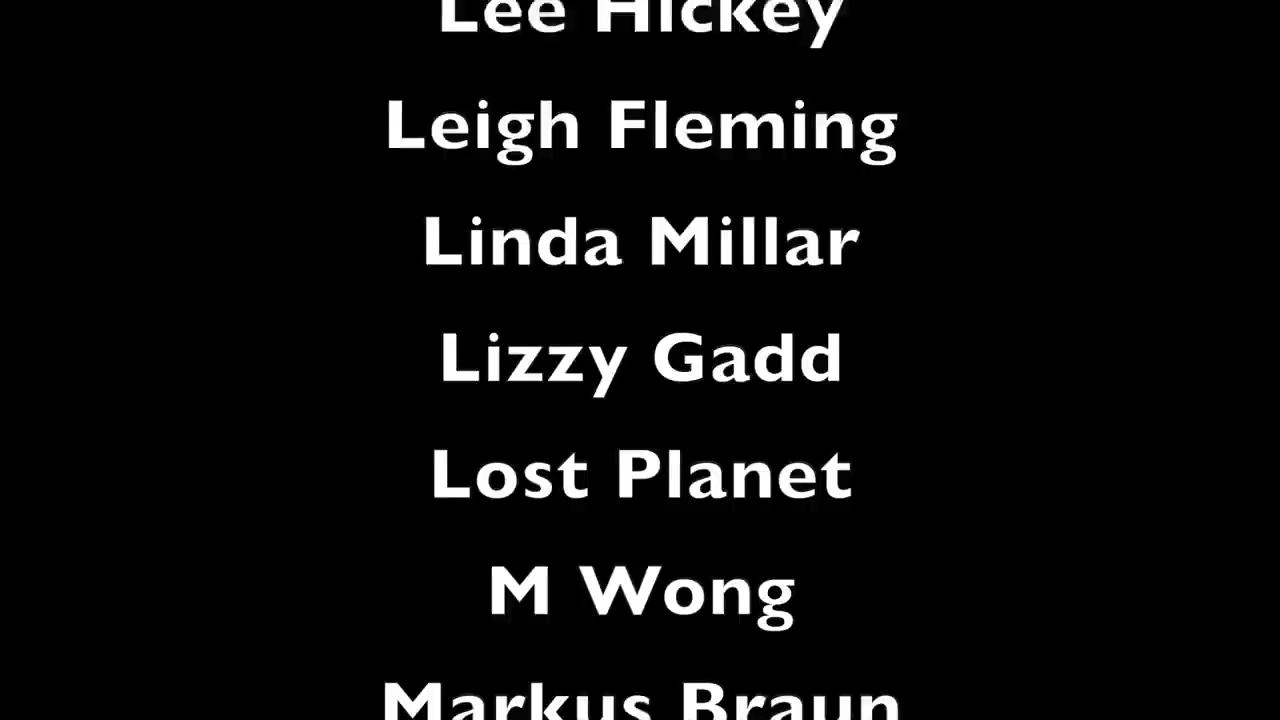 Lee Hickey
Leigh Fleming
Linda Millar
Lizzy Gadd
Lost Planet
M Wong
Markus Braun